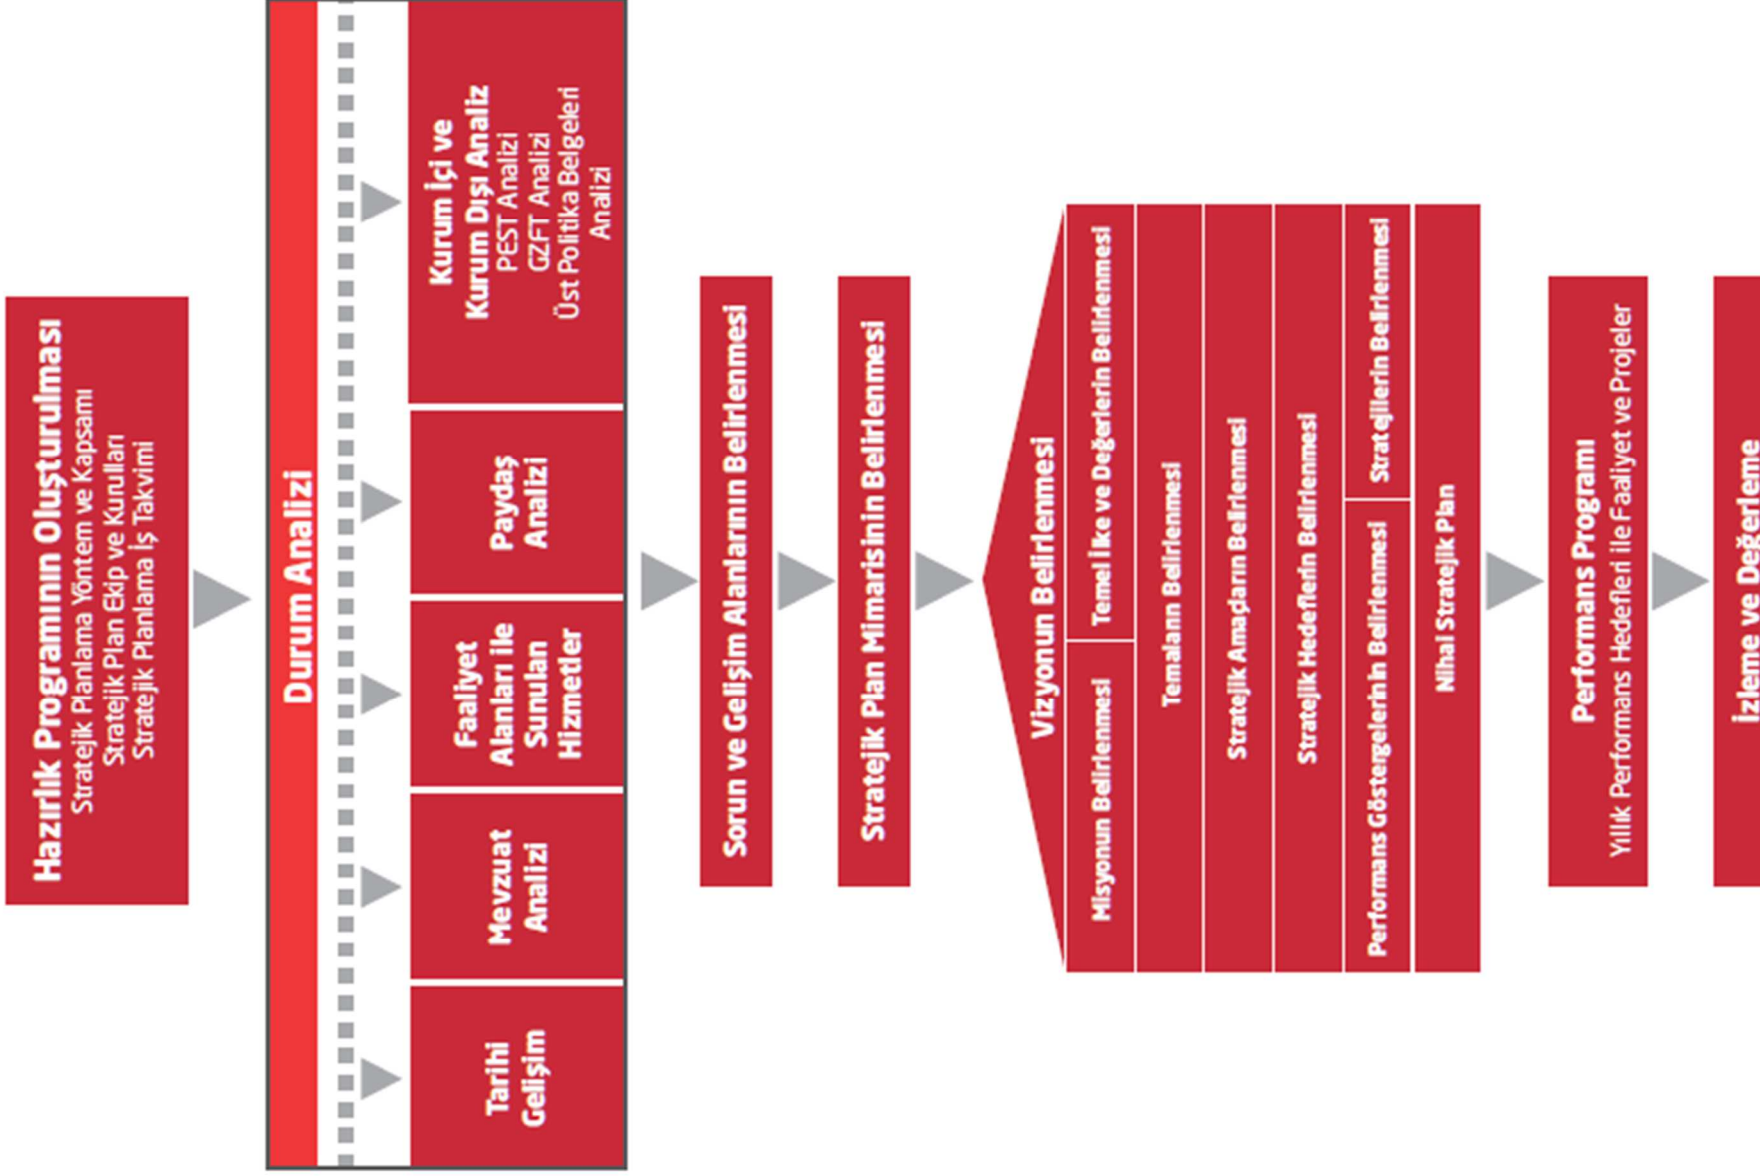 Hazırlık Programının Oluşturulması
Stratejik Planlama Yöntem ve Kapsamı
Stratejik Plan Ekip ve Kurulları
Stratejik Planlama İş Takvimi
Durum Analizi
Tarihi
Gelişim
Mevzuat
Analizi
Faaliyet
Alanları ile
Sunulan
Hizmetler
Paydaş
Analizi
Kurum İçi ve
Kurum Dışı Analiz
PEST Analizi
GZFT Analizi
Üst Politika Belgeleri
Analizi
Sorun ve Gelişim Alanlarının Belirlenmesi
Stratejik Plan Mimarisinin Belirlenmesi
Vizyonun Belirlenmesi
Misyonun Belirlenmesi
Temel İlke ve Değerlerin Belirlenmesi
Temaların Belirlenmesi
Stratejik Amaçların Belirlenmesi
Stratejik Hedeflerin Belirlenmesi
Performans Göstergelerinin Belirlenmesi
Stratejilerin Belirlenmesi
Nihai Stratejik Plan
Performans Programı
Yıllık Performans Hedefleri ile Faaliyet ve Projeler
İzleme ve Değerleme